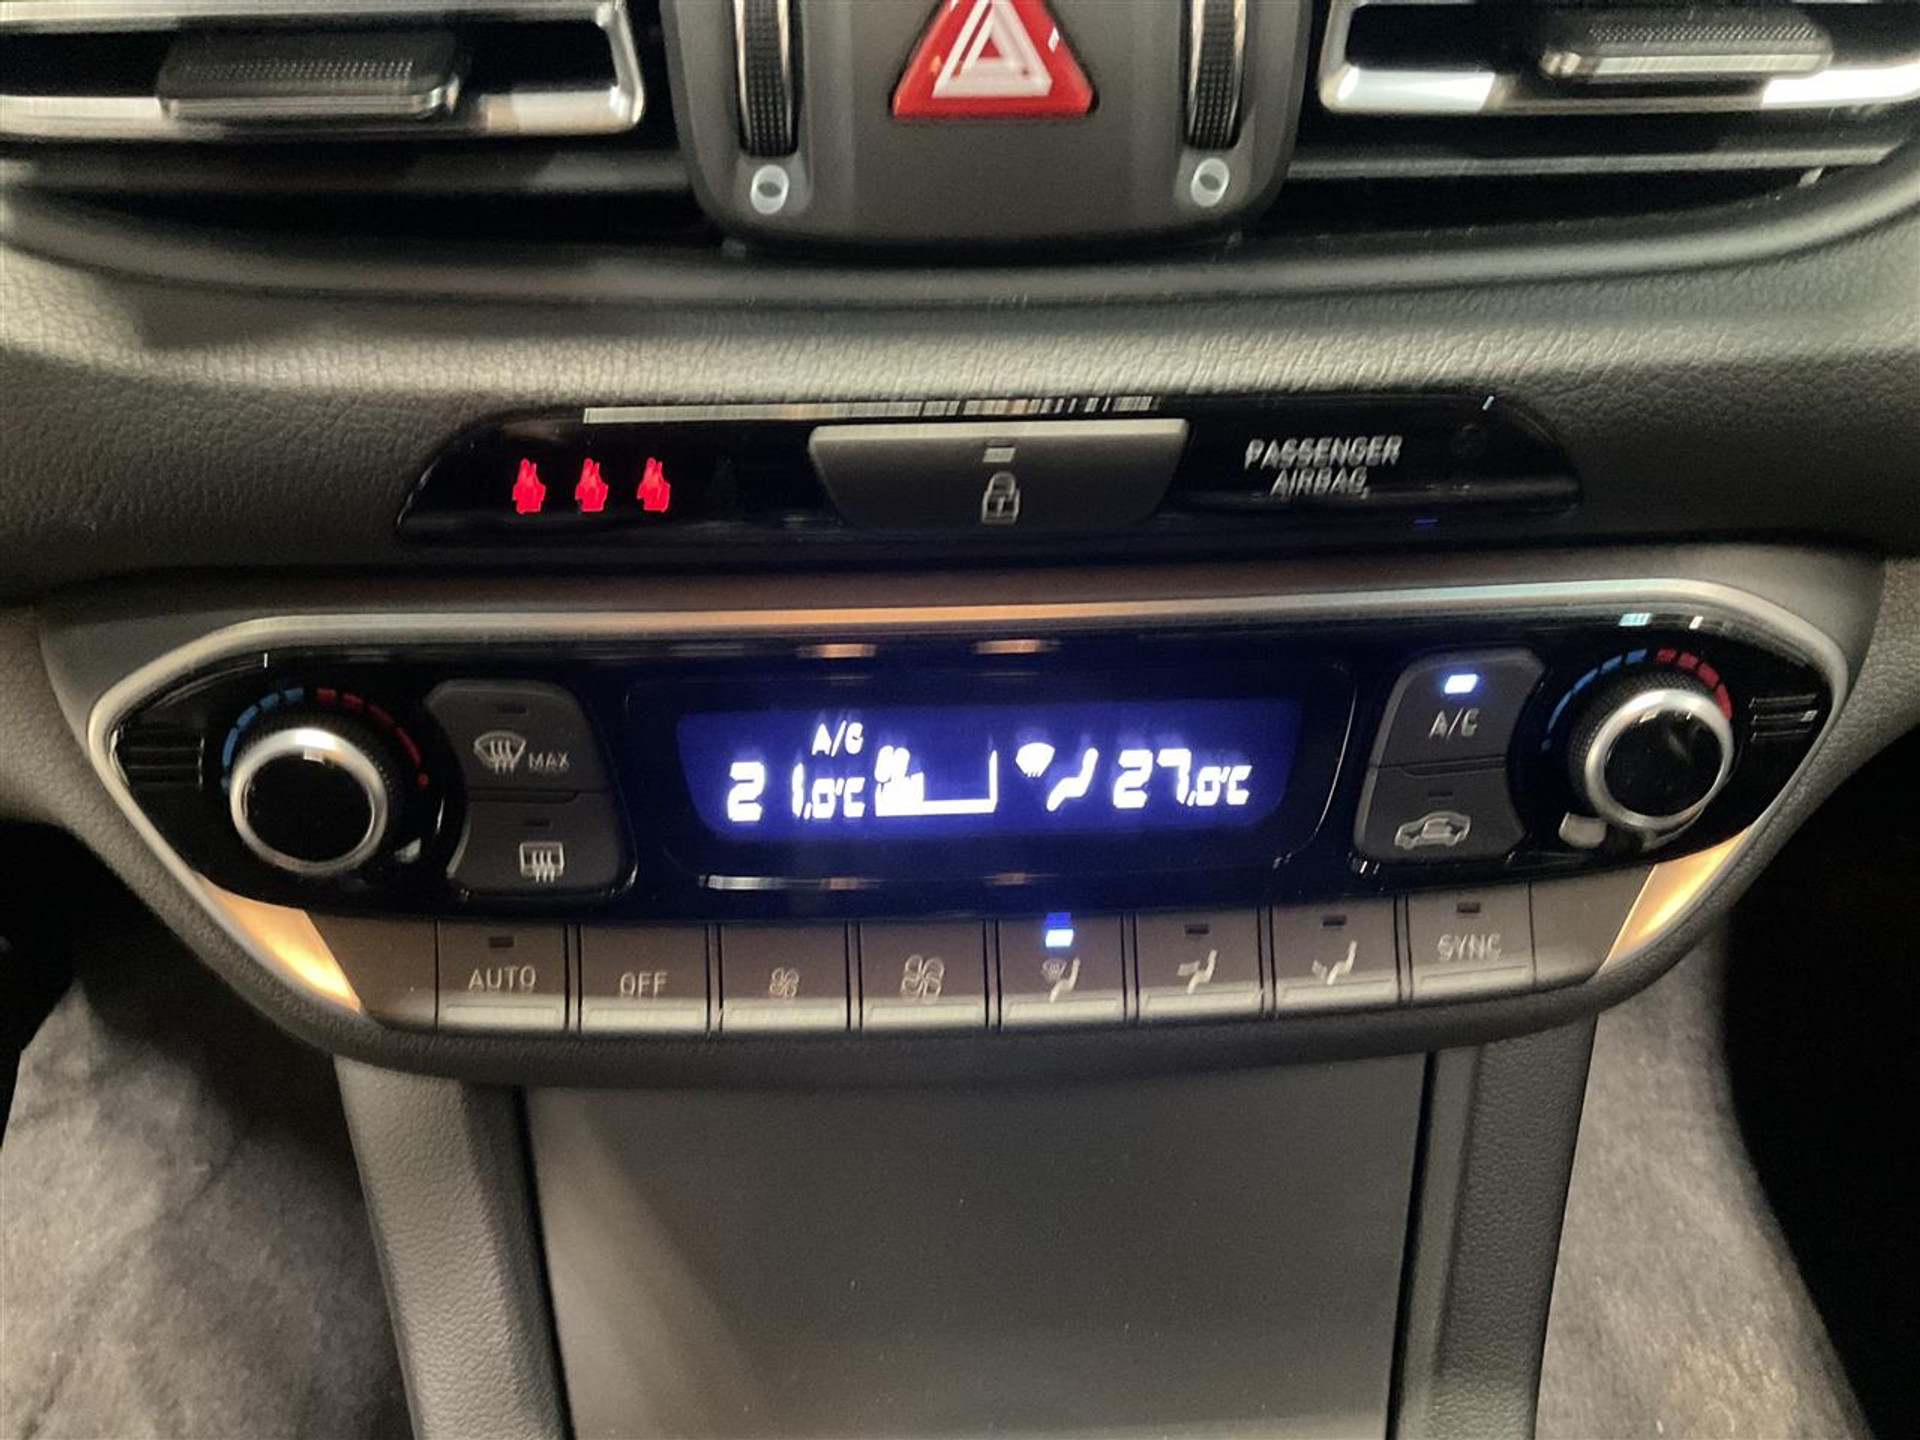 PASSENGER
AIRBAG
MAX
A/C
21.0°C
27.0°C
A/C
AUTO
OFF
SYNC